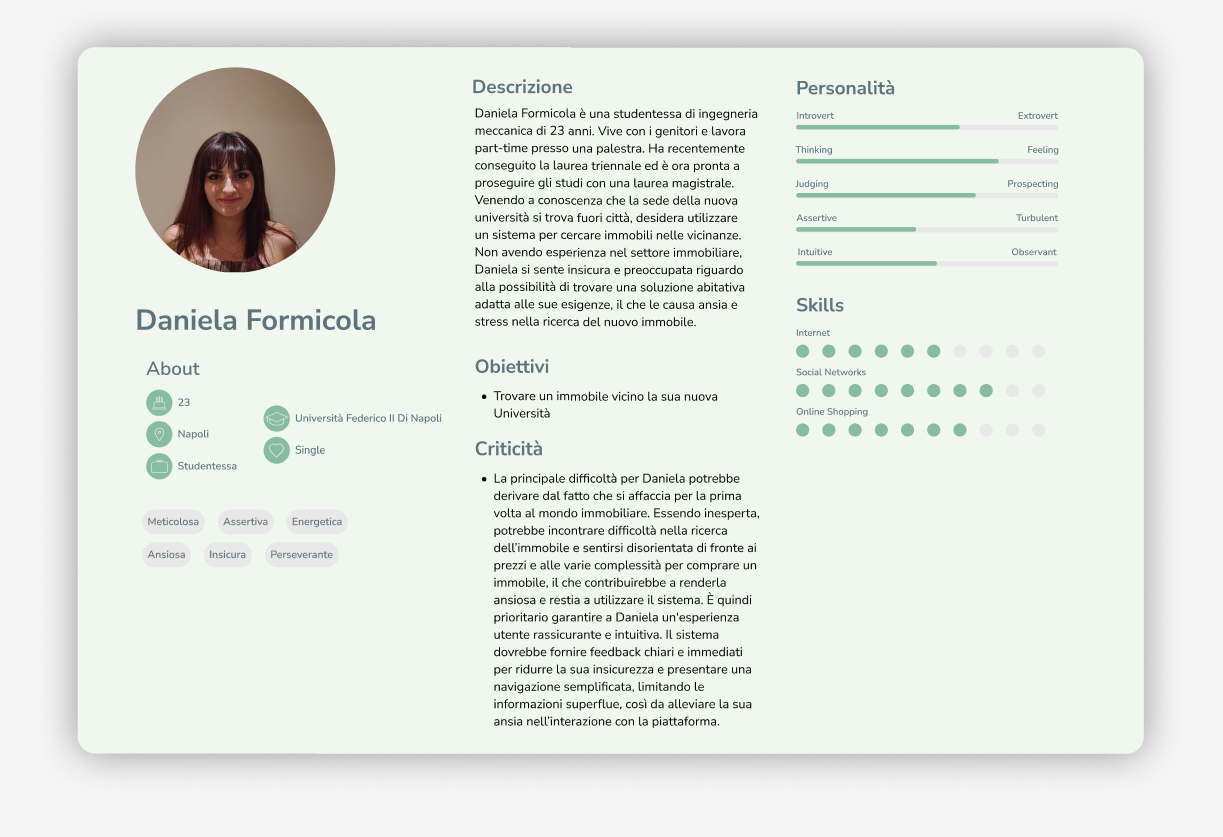 Daniela Formicola
About
23
Napoli
Studentessa
Università Federico II Di Napoli
Single
Meticolosa Assertiva Energetica
Ansiosa Insicura Perseverante
Descrizione
Daniela Formicola è una studentessa di ingegneria
meccanica di 23 anni. Vive con i genitori e lavora
part-time presso una palestra. Ha recentemente
conseguito la laurea triennale ed è ora pronta a
proseguire gli studi con una laurea magistrale.
Venendo a conoscenza che la sede della nuova
università si trova fuori città, desidera utilizzare
un sistema per cercare immobili nelle vicinanze.
Non avendo esperienza nel settore immobiliare,
Daniela si sente insicura e preoccupata riguardo
alla possibilità di trovare una soluzione abitativa
adatta alle sue esigenze, il che le causa ansia e
stress nella ricerca del nuovo immobile.
Obiettivi
• Trovare un immobile vicino la sua nuova
Università
Criticità
• La principale difficoltà per Daniela potrebbe
derivare dal fatto che si affaccia per la prima
volta al mondo immobiliare. Essendo inesperta,
potrebbe incontrare difficoltà nella ricerca
dell'immobile e sentirsi disorientata di fronte ai
prezzi e alle varie complessità per comprare un
immobile, il che contribuirebbe a renderla
ansiosa e restia a utilizzare il sistema. È quindi
prioritario garantire a Daniela un'esperienza
utente rassicurante e intuitiva. Il sistema
dovrebbe fornire feedback chiari e immediati
per ridurre la sua insicurezza e presentare una
navigazione semplificata, limitando le
informazioni superflue, così da alleviare la sua
ansia nell'interazione con la piattaforma.
Personalità
Introvert Extrovert
Thinking Feeling
Judging Prospecting
Assertive Turbulent
Intuitive Observant
Skills
Internet
Social Networks
Online Shopping